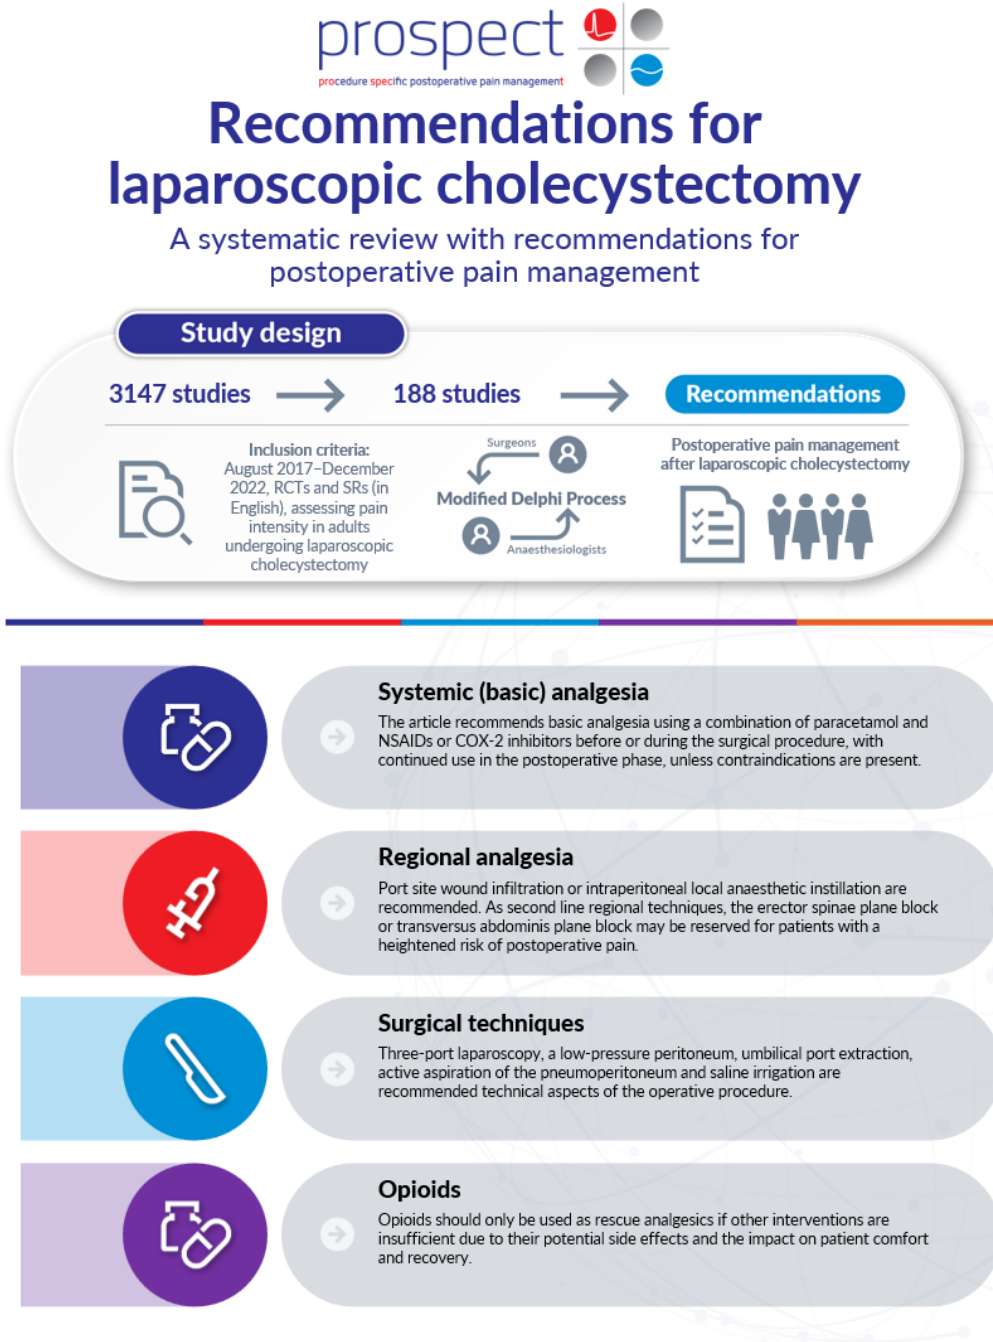 prospect
procedure specific postoperative pain management
Recommendations for
laparoscopic cholecystectomy
A systematic review with recommendations for
postoperative pain management
Study design
3147 studies
188 studies
Recommendations
Inclusion criteria:
August 2017–December
2022, RCTs and SRs (in
English), assessing pain
intensity in adults
undergoing laparoscopic
cholecystectomy
Surgeons
Modified Delphi Process
Anaesthesiologists
Postoperative pain management
after laparoscopic cholecystectomy
Systemic (basic) analgesia
The article recommends basic analgesia using a combination of paracetamol and
NSAIDs or COX-2 inhibitors before or during the surgical procedure, with
continued use in the postoperative phase, unless contraindications are present.
Regional analgesia
Port site wound infiltration or intraperitoneal local anaesthetic instillation are
recommended. As second line regional techniques, the erector spinae plane block
or transversus abdominis plane block may be reserved for patients with a
heightened risk of postoperative pain.
Surgical techniques
Three-port laparoscopy, a low-pressure peritoneum, umbilical port extraction,
active aspiration of the pneumoperitoneum and saline irrigation are
recommended technical aspects of the operative procedure.
Opioids
Opioids should only be used as rescue analgesics if other interventions are
insufficient due to their potential side effects and the impact on patient comfort
and recovery.